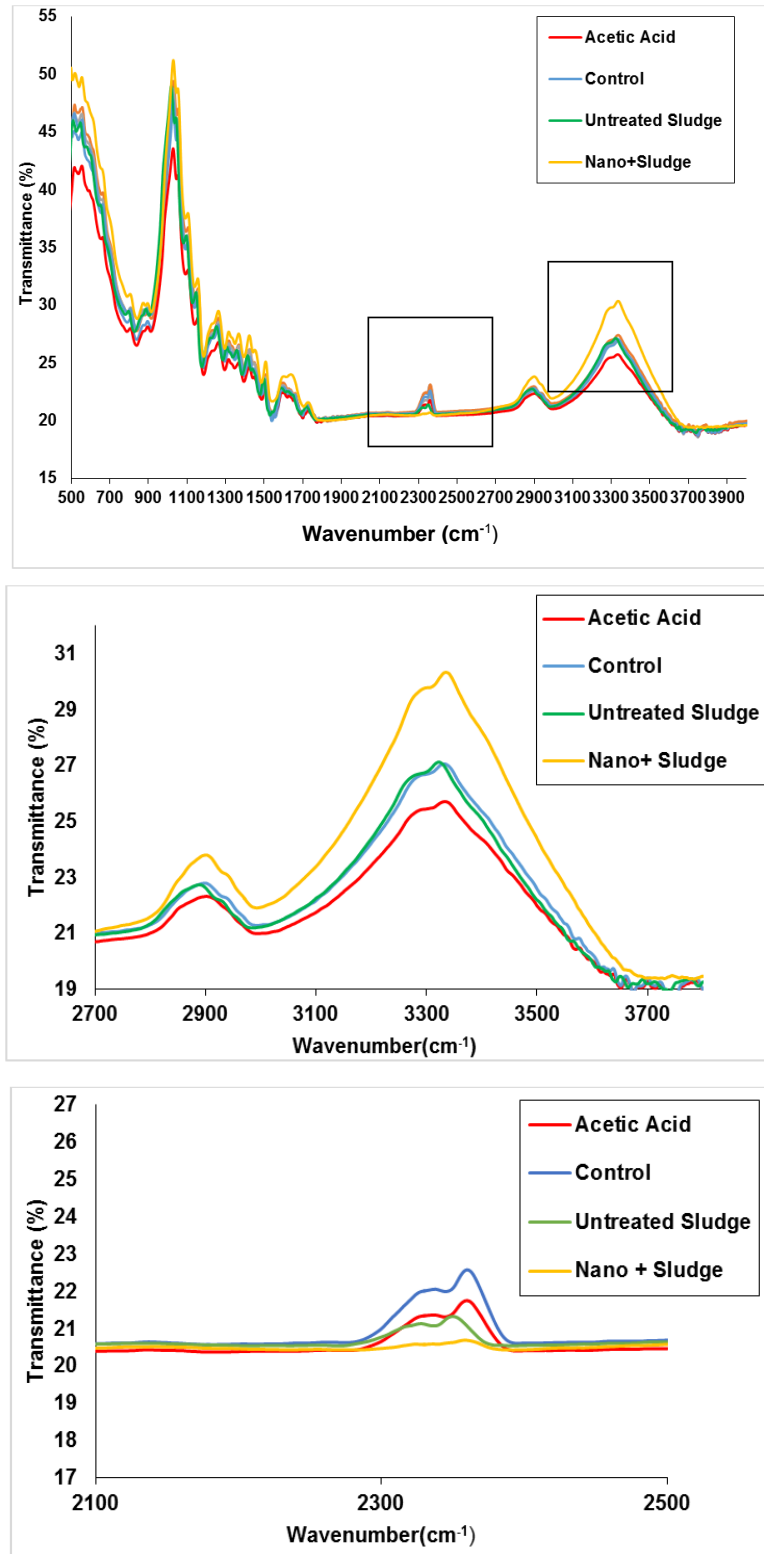 55
50
45
40
35
30
25
20
15
Transmittance (%)
Acetic Acid
Control
Untreated Sludge
Nano+Sludge
500 700 900 1100 1300 1500 1700 1900 2100 2300 2500 2700 2900 3100 3300 3500 3700 3900
Wavenumber (cm-1)
31
29
27
25
23
21
19
Transmittance (%)
Acetic Acid
Control
Untreated Sludge
Nano+ Sludge
2700 2900 3100 3300 3500 3700
Wavenumber(cm-1)
27
26
25
24
23
22
21
20
19
18
17
Transmittance (%)
Acetic Acid
Control
Untreated Sludge
Nano + Sludge
2100 2300 2500
Wavenumber(cm-1)